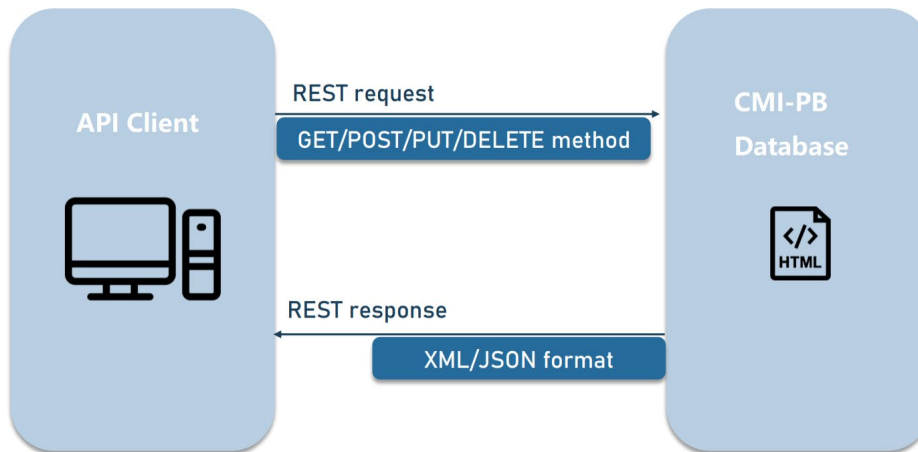 REST request
API Client
GET/POST/PUT/DELETE method
CMI-PB
Database
</>
HTML
REST response
XML/JSON format